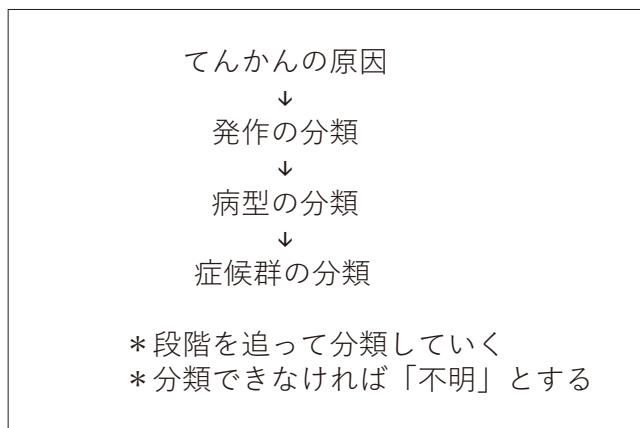 てんかんの原因
↓
発作の分類
↓
病型の分類
↓
症候群の分類
＊段階を追って分類していく
＊分類できなければ「不明」とする